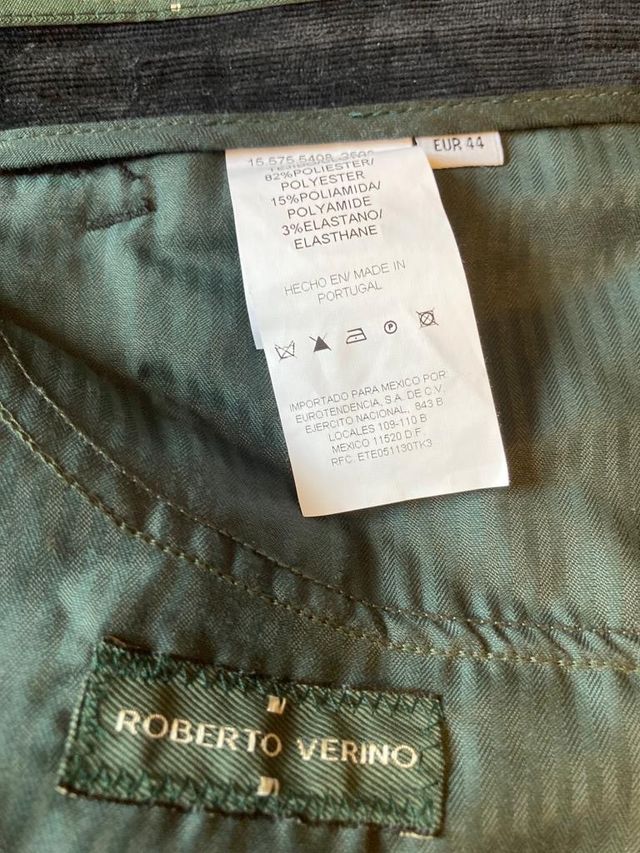 EUR 44
15.575.5408
82%POLIESTER/
POLYESTER
15%POLIAMIDA/
POLYAMIDE
3%ELASTANO/
ELASTHANE
HECHO EN/ MADE IN
PORTUGAL
IMPORTADO PARA MEXICO POR
EUROTENDENCIA, S.A. DE C.V.
EJERCITO NACIONAL, 843 B
LOCALES 109-110 B
MEXICO 11520 D.F.
RFC. ETE051130TK3
ROBERTO VERINO